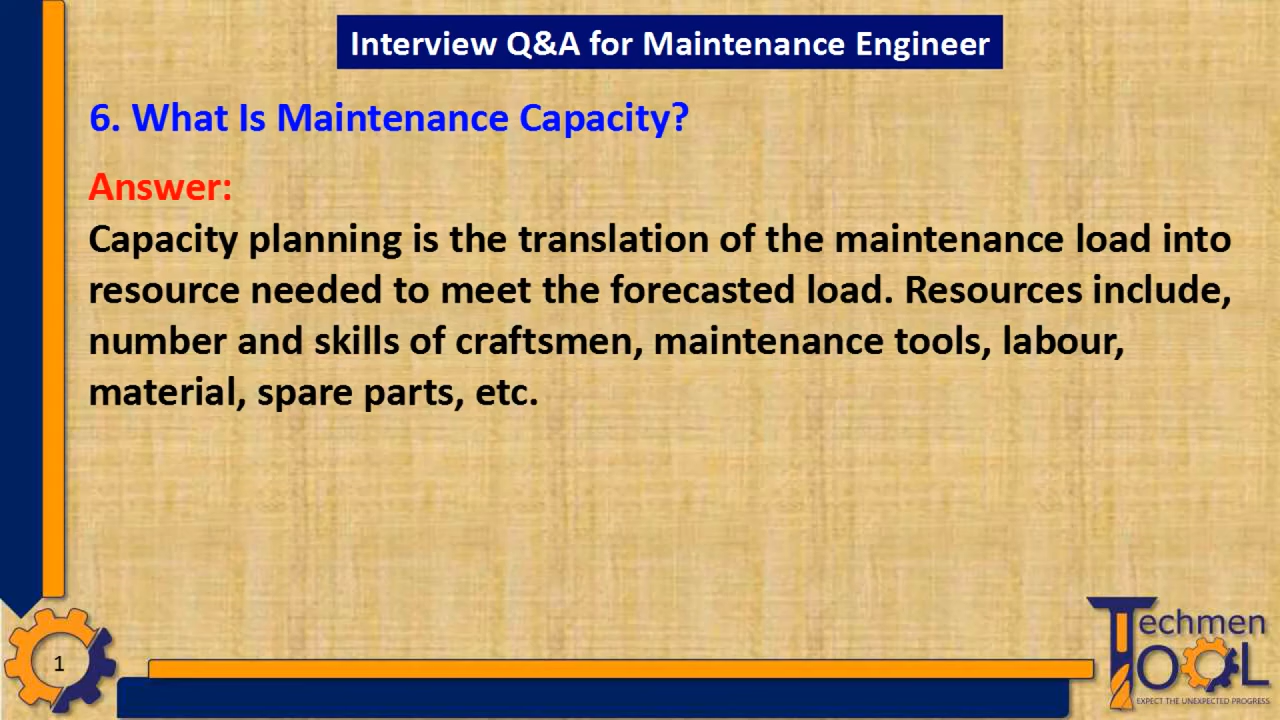 Interview Q&A for Maintenance Engineer
6. What Is Maintenance Capacity?
Answer:
Capacity planning is the translation of the maintenance load into
resource needed to meet the forecasted load. Resources include,
number and skills of craftsmen, maintenance tools, labour,
material, spare parts, etc.
1
Techmen
TOOL
EXPECT THE UNEXPECTED PROGRESS